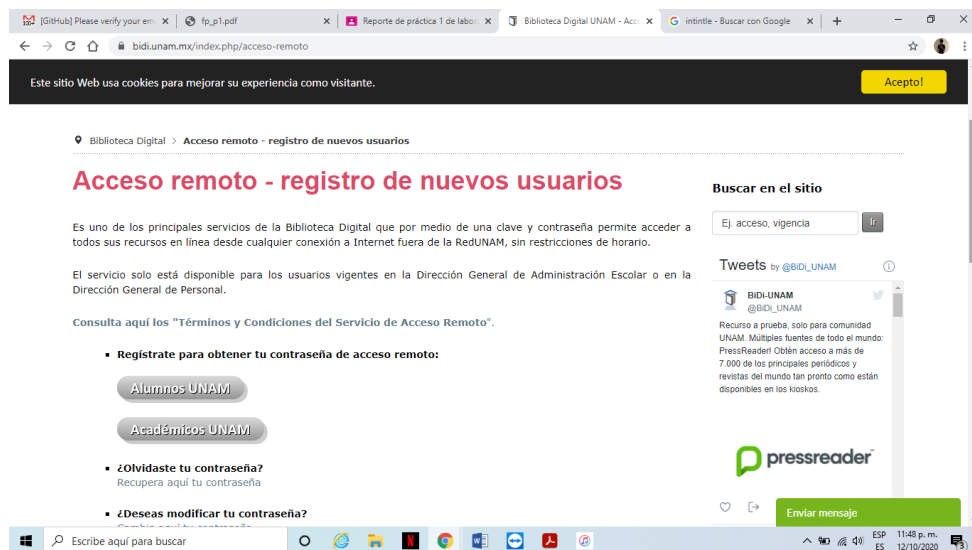 [GitHub] Please verify your em
fp_p1.pdf
Reporte de práctica 1 de labor
Biblioteca Digital UNAM - Acc
intintle - Buscar con Google
bidi.unam.mx/index.php/acceso-remoto
Este sitio Web usa cookies para mejorar su experiencia como visitante.
Acepto!
Biblioteca Digital > Acceso remoto - registro de nuevos usuarios
Acceso remoto - registro de nuevos usuarios
Es uno de los principales servicios de la Biblioteca Digital que por medio de una clave y contraseña permite acceder a
todos sus recursos en línea desde cualquier conexión a Internet fuera de la RedUNAM, sin restricciones de horario.
El servicio solo está disponible para los usuarios vigentes en la Dirección General de Administración Escolar o en la
Dirección General de Personal.
Consulta aquí los "Términos y Condiciones del Servicio de Acceso Remoto".
▪ Regístrate para obtener tu contraseña de acceso remoto:
Alumnos UNAM
Académicos UNAM
▪ ¿Olvidaste tu contraseña?
Recupera aquí tu contraseña
▪ ¿Deseas modificar tu contraseña?
Cambia aquí tu contraseña
Buscar en el sitio
Ej. acceso, vigencia
Ir
Tweets by @BiDi_UNAM
BiDi-UNAM
@BiDi_UNAM
Recurso a prueba, solo para comunidad
UNAM. Múltiples fuentes de todo el mundo:
PressReader! Obtén acceso a más de
7.000 de los principales periódicos y
revistas del mundo tan pronto como están
disponibles en los kioskos.
pressreader
Enviar mensaje
Escribe aquí para buscar
ESP
ES
11:48 p. m.
12/10/2020
3